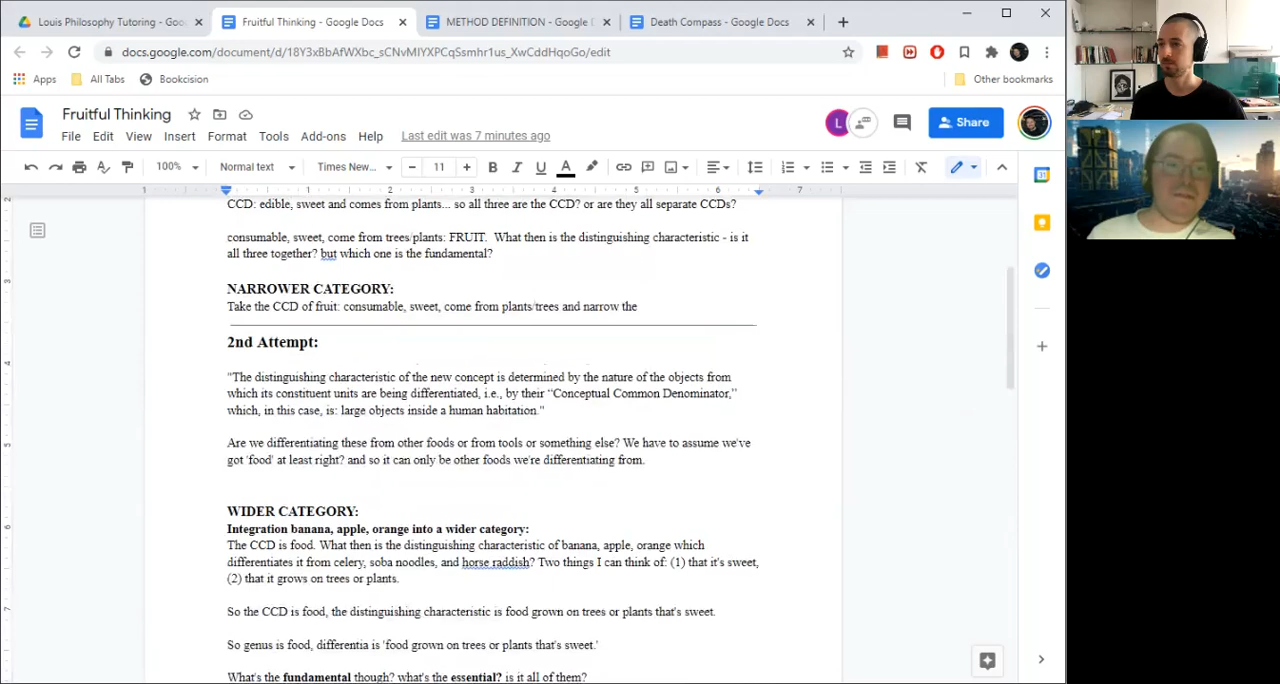 Louis Philosophy Tutoring - Goo
Fruitful Thinking - Google Docs
METHOD DEFINITION - Google D
Death Compass - Google Docs
docs.google.com/document/d/18Y3xBbAfWXbc_sCNvMIYXPCqSsmhr1us_XwCddHqoGo/edit
Apps
All Tabs
Bookcision
Other bookmarks
Fruitful Thinking
File Edit View Insert Format Tools Add-ons Help
Last edit was 7 minutes ago
L
Share
100%
Normal text
Times New...
11
B I U A
1 1 2 3 4 5 6 7
CCD: edible, sweet and comes from plants... so all three are the CCD? or are they all separate CCDs?
consumable, sweet, come from trees/plants: FRUIT. What then is the distinguishing characteristic - is it
all three together? but which one is the fundamental?
NARROWER CATEGORY:
Take the CCD of fruit: consumable, sweet, come from plants/trees and narrow the
2nd Attempt:
"The distinguishing characteristic of the new concept is determined by the nature of the objects from
which its constituent units are being differentiated, i.e., by their “Conceptual Common Denominator,”
which, in this case, is: large objects inside a human habitation."
Are we differentiating these from other foods or from tools or something else? We have to assume we've
got 'food' at least right? and so it can only be other foods we're differentiating from.
WIDER CATEGORY:
Integration banana, apple, orange into a wider category:
The CCD is food. What then is the distinguishing characteristic of banana, apple, orange which
differentiates it from celery, soba noodles, and horse raddish? Two things I can think of: (1) that it's sweet,
(2) that it grows on trees or plants.
So the CCD is food, the distinguishing characteristic is food grown on trees or plants that's sweet.
So genus is food, differentia is 'food grown on trees or plants that's sweet.'
What's the fundamental though? what's the essential? is it all of them?